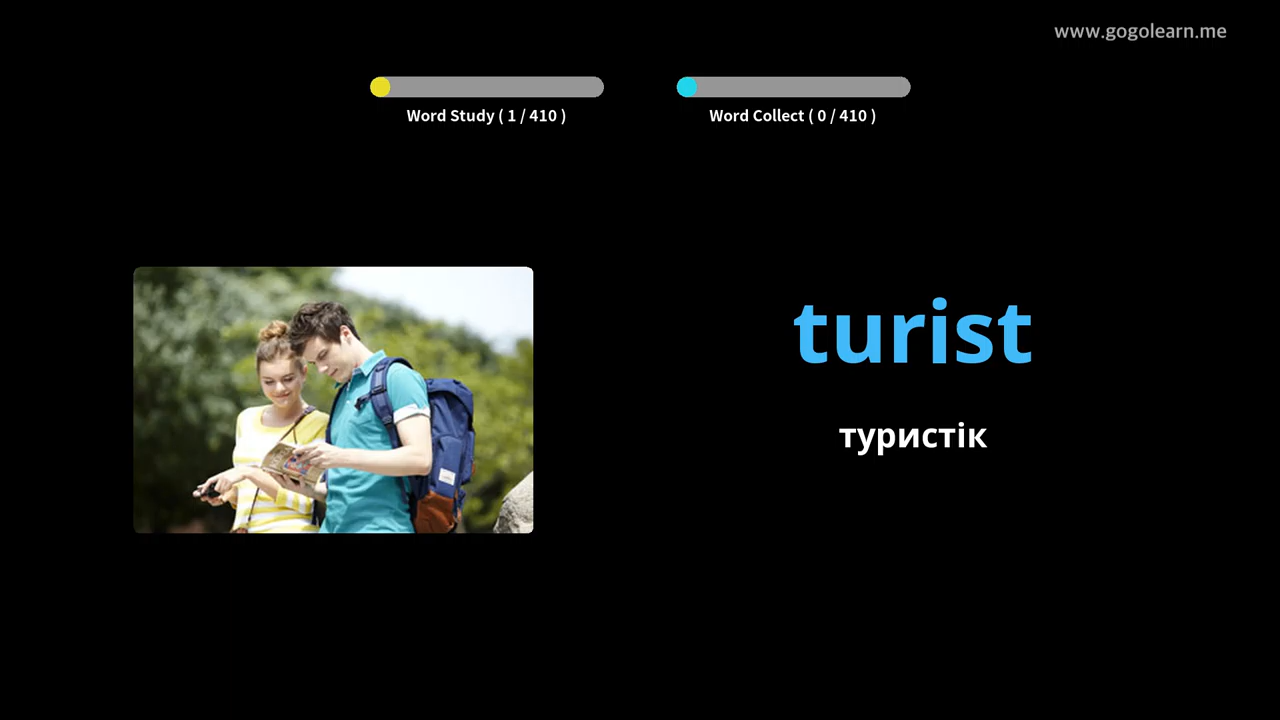 www.gogolearn.me
Word Study ( 1 / 410 )
Word Collect ( 0 / 410 )
turist
туристік